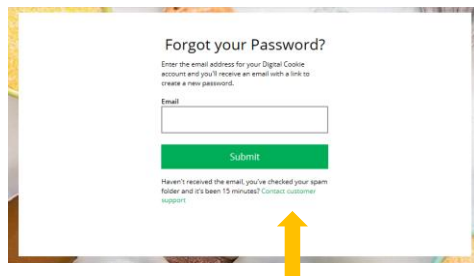 Forgot your Password?
Enter the email address for your Digital Cookie
account and you'll receive an email with a link to
create a new password.
Email
Submit
Haven't received the email, you've checked your spam
folder and it's been 15 minutes? Contact customer
support